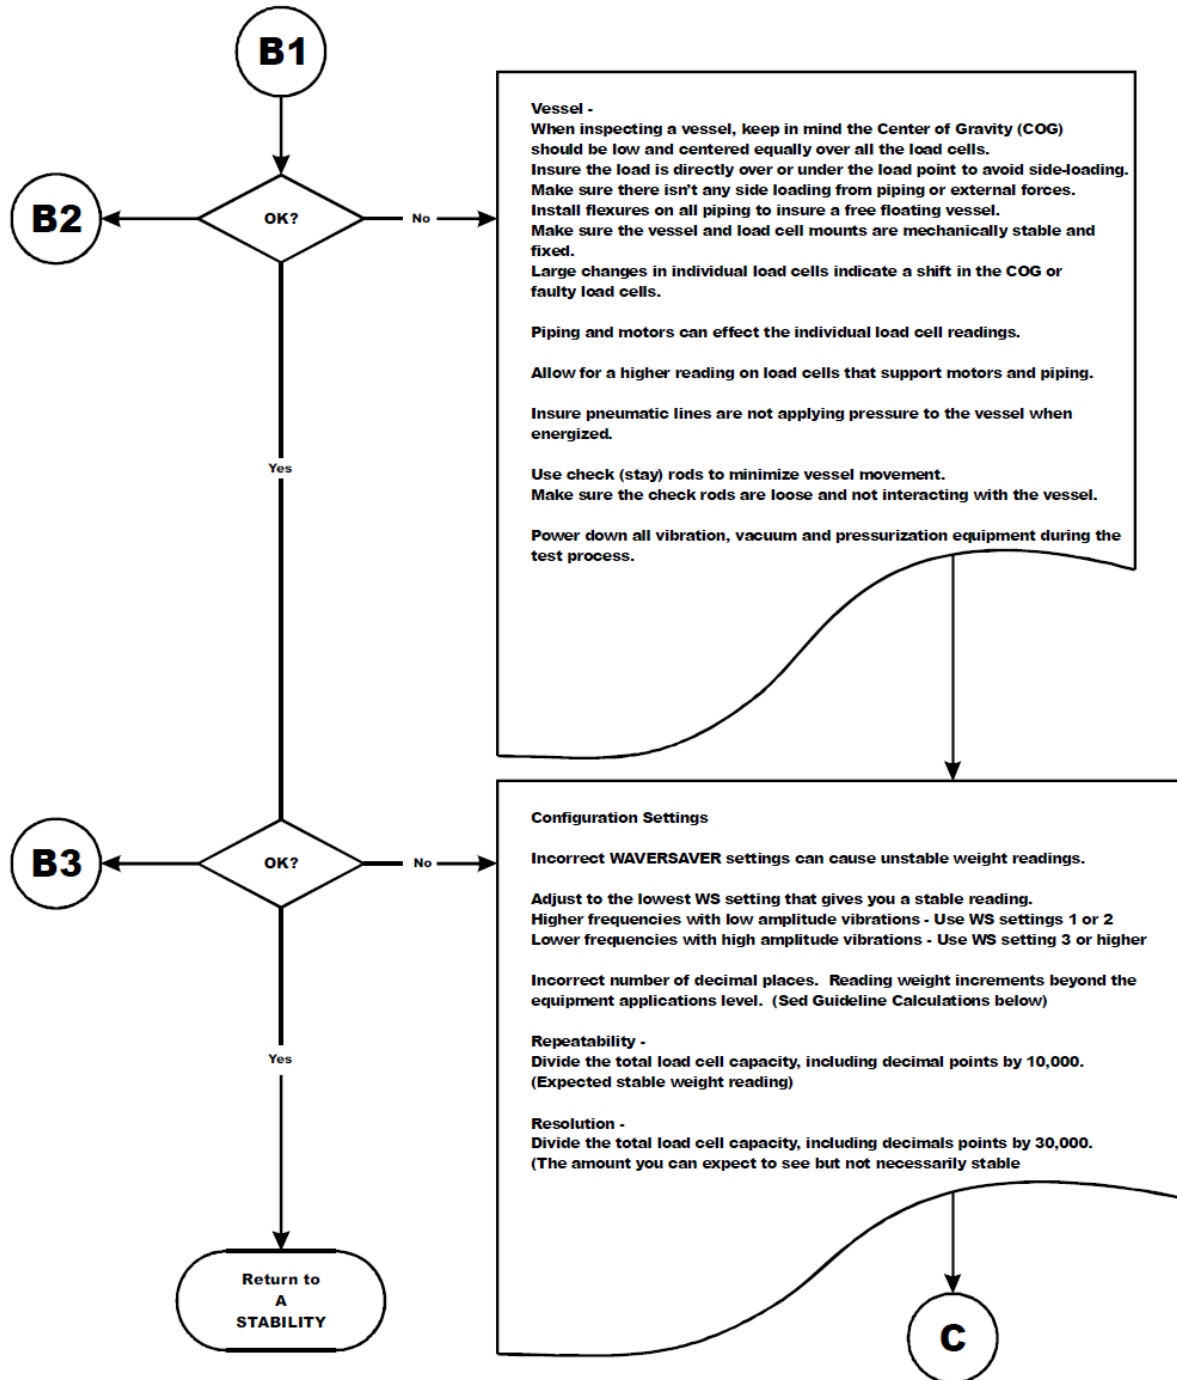 B1
Vessel -
When inspecting a vessel, keep in mind the Center of Gravity (COG)
should be low and centered equally over all the load cells.
Insure the load is directly over or under the load point to avoid side-loading.
Make sure there isn't any side loading from piping or external forces.
Install flexures on all piping to insure a free floating vessel.
Make sure the vessel and load cell mounts are mechanically stable and
fixed.
Large changes in individual load cells indicate a shift in the COG or
faulty load cells.
Piping and motors can effect the individual load cell readings.
Allow for a higher reading on load cells that support motors and piping.
Insure pneumatic lines are not applying pressure to the vessel when
energized.
Use check (stay) rods to minimize vessel movement.
Make sure the check rods are loose and not interacting with the vessel.
Power down all vibration, vacuum and pressurization equipment during the
test process.
B2
OK?
No
Yes
B3
OK?
No
Configuration Settings
Incorrect WAVERSAVER settings can cause unstable weight readings.
Adjust to the lowest WS setting that gives you a stable reading.
Higher frequencies with low amplitude vibrations - Use WS settings 1 or 2
Lower frequencies with high amplitude vibrations - Use WS setting 3 or higher
Incorrect number of decimal places.  Reading weight increments beyond the
equipment applications level.  (Sed Guideline Calculations below)
Repeatability -
Divide the total load cell capacity, including decimal points by 10,000.
(Expected stable weight reading)
Resolution -
Divide the total load cell capacity, including decimals points by 30,000.
(The amount you can expect to see but not necessarily stable
Yes
Return to
A
STABILITY
C